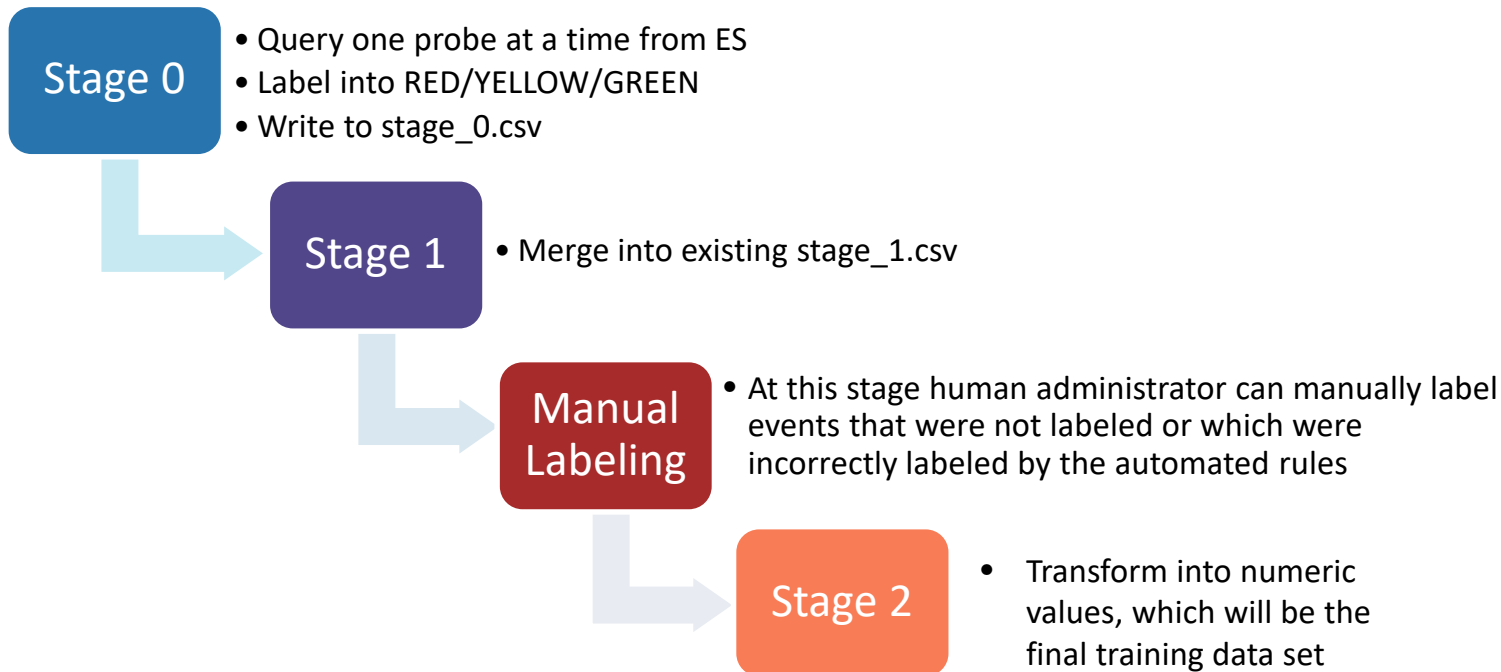 Stage 0
• Query one probe at a time from ES
• Label into RED/YELLOW/GREEN
• Write to stage_0.csv
Stage 1
• Merge into existing stage_1.csv
Manual
Labeling
• At this stage human administrator can manually label
events that were not labeled or which were
incorrectly labeled by the automated rules
Stage 2
• Transform into numeric
values, which will be the
final training data set